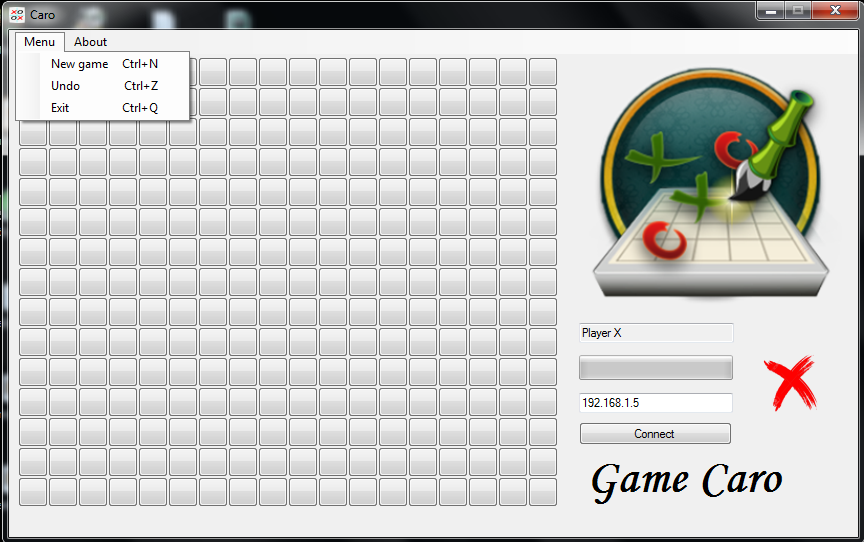 Caro
Menu About
New game Ctrl+N
Undo Ctrl+Z
Exit Ctrl+Q
Player X
192.168.1.5
Connect
Game Caro